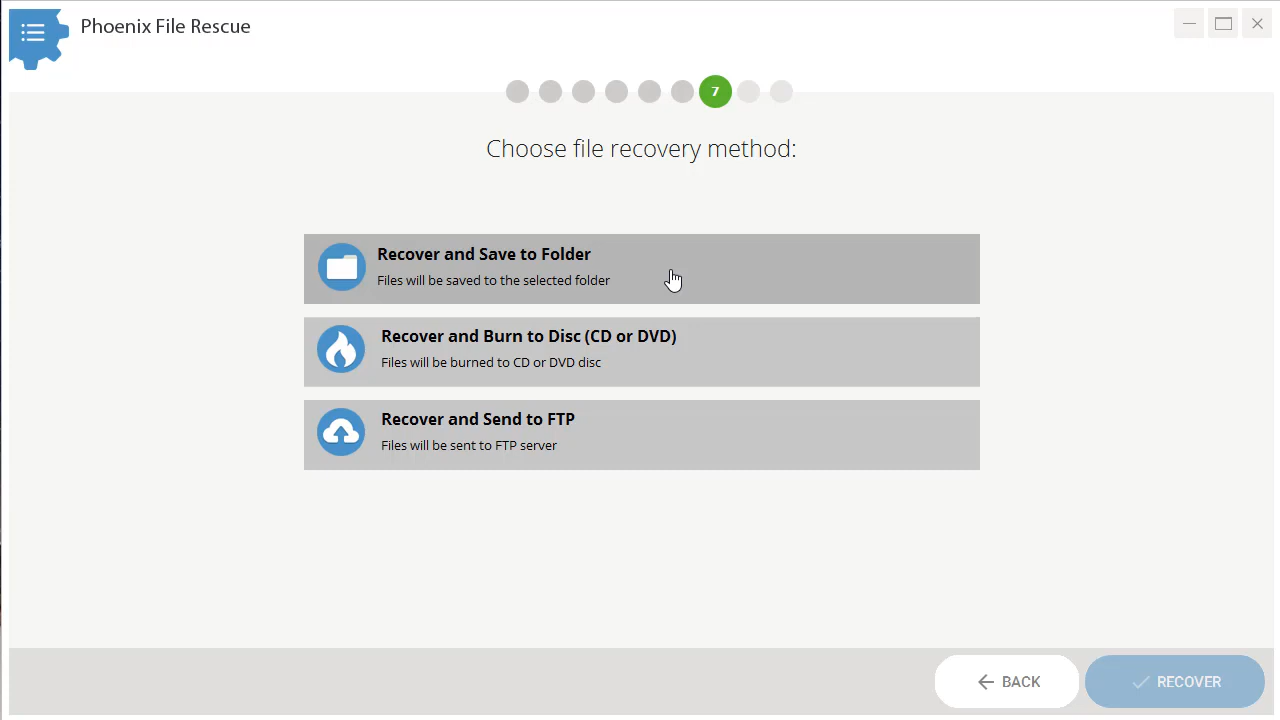 Phoenix File Rescue
7
Choose file recovery method:
Recover and Save to Folder
Files will be saved to the selected folder
Recover and Burn to Disc (CD or DVD)
Files will be burned to CD or DVD disc
Recover and Send to FTP
Files will be sent to FTP server
BACK
RECOVER